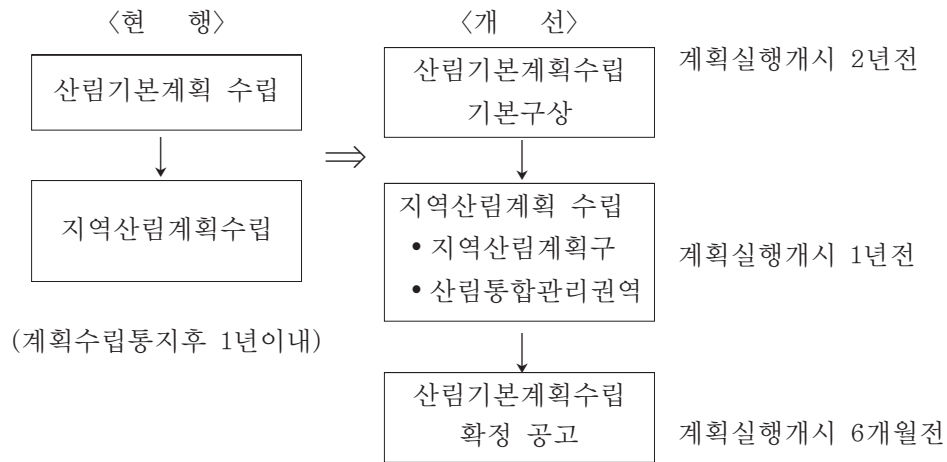 〈현 행〉
산림기본계획 수립
지역산림계획수립
(계획수립통지후 1년이내)
⇒
〈개 선〉
산림기본계획수립
기본구상
계획실행개시 2년전
지역산림계획 수립
• 지역산림계획구
• 산림통합관리권역
계획실행개시 1년전
산림기본계획수립
확정 공고
계획실행개시 6개월전